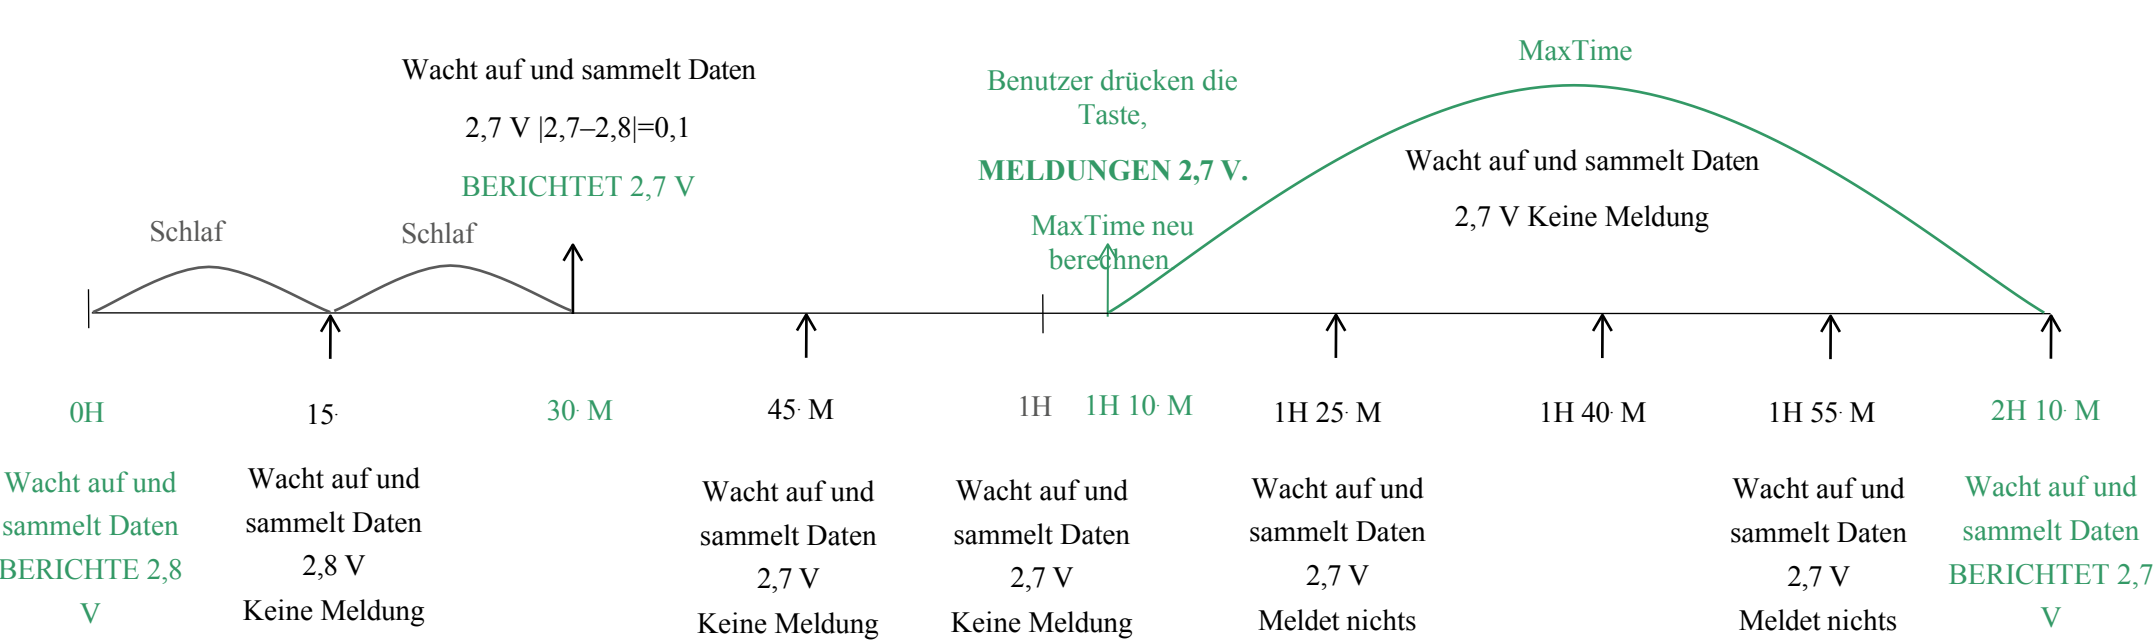 MaxTime
Wacht auf und sammelt Daten
2,7 V |2,7–2,8|=0,1
BERICHTET 2,7 V
Benutzer drücken die
Taste,
MELDUNGEN 2,7 V.
MaxTime neu
berechnen
Wacht auf und sammelt Daten
2,7 V Keine Meldung
Schlaf
Schlaf
0H
15.
30. M
45. M
1H
1H 10. M
1H 25. M
1H 40. M
1H 55. M
2H 10. M
Wacht auf und
sammelt Daten
BERICHTE 2,8
V
Wacht auf und
sammelt Daten
2,8 V
Keine Meldung
Wacht auf und
sammelt Daten
2,7 V
Keine Meldung
Wacht auf und
sammelt Daten
2,7 V
Keine Meldung
Wacht auf und
sammelt Daten
2,7 V
Meldet nichts
Wacht auf und
sammelt Daten
2,7 V
Meldet nichts
Wacht auf und
sammelt Daten
BERICHTET 2,7
V